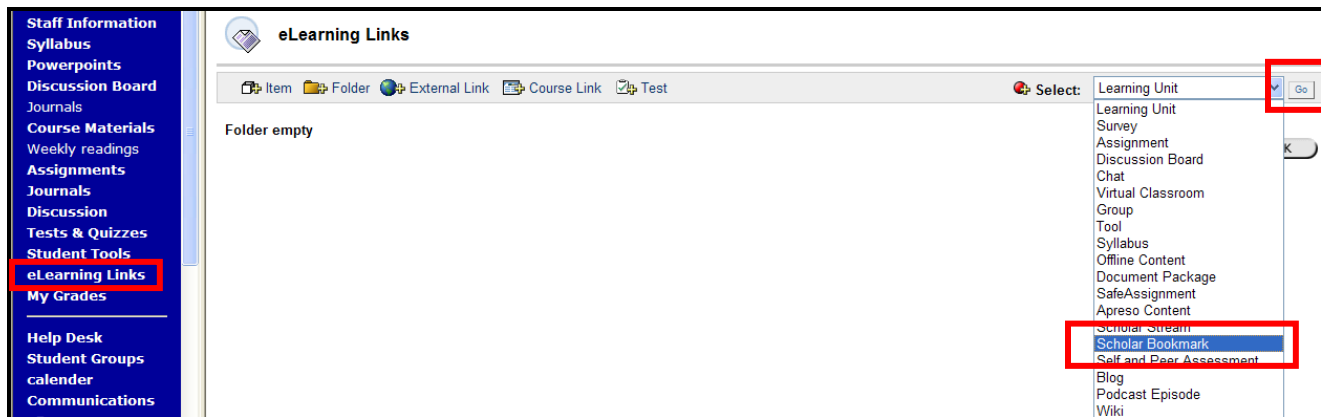 Staff Information
Syllabus
Powerpoints
Discussion Board
Journals
Course Materials
Weekly readings
Assignments
Journals
Discussion
Tests & Quizzes
Student Tools
eLearning Links
My Grades
Help Desk
Student Groups
calender
Communications
eLearning Links
Item Folder External Link Course Link Test
Select: Learning Unit Go
Folder empty
Learning Unit
Survey
Assignment
Discussion Board
Chat
Virtual Classroom
Group
Tool
Syllabus
Offline Content
Document Package
SafeAssignment
Apreso Content
Scholar Stream
Scholar Bookmark
Self and Peer Assessment
Blog
Podcast Episode
Wiki
K